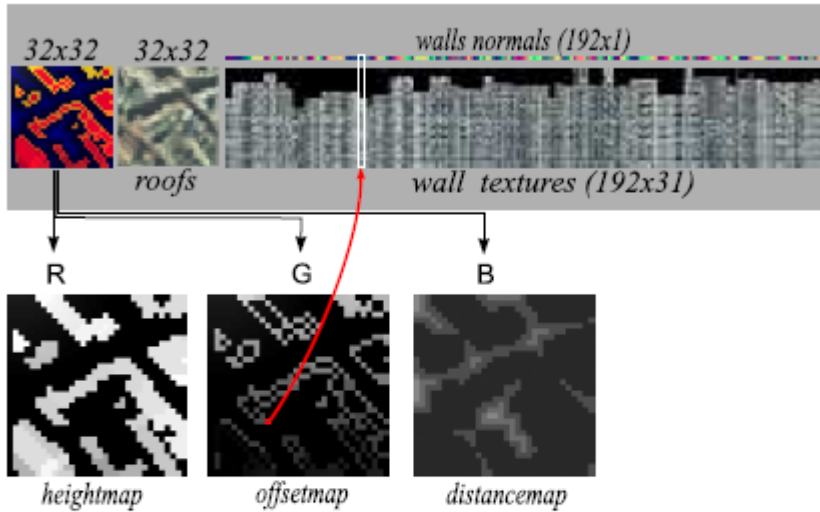 32x32 32x32 walls normals (192x1)
roofs wall textures (192x31)
R G B
heightmap offsetmap distancemap